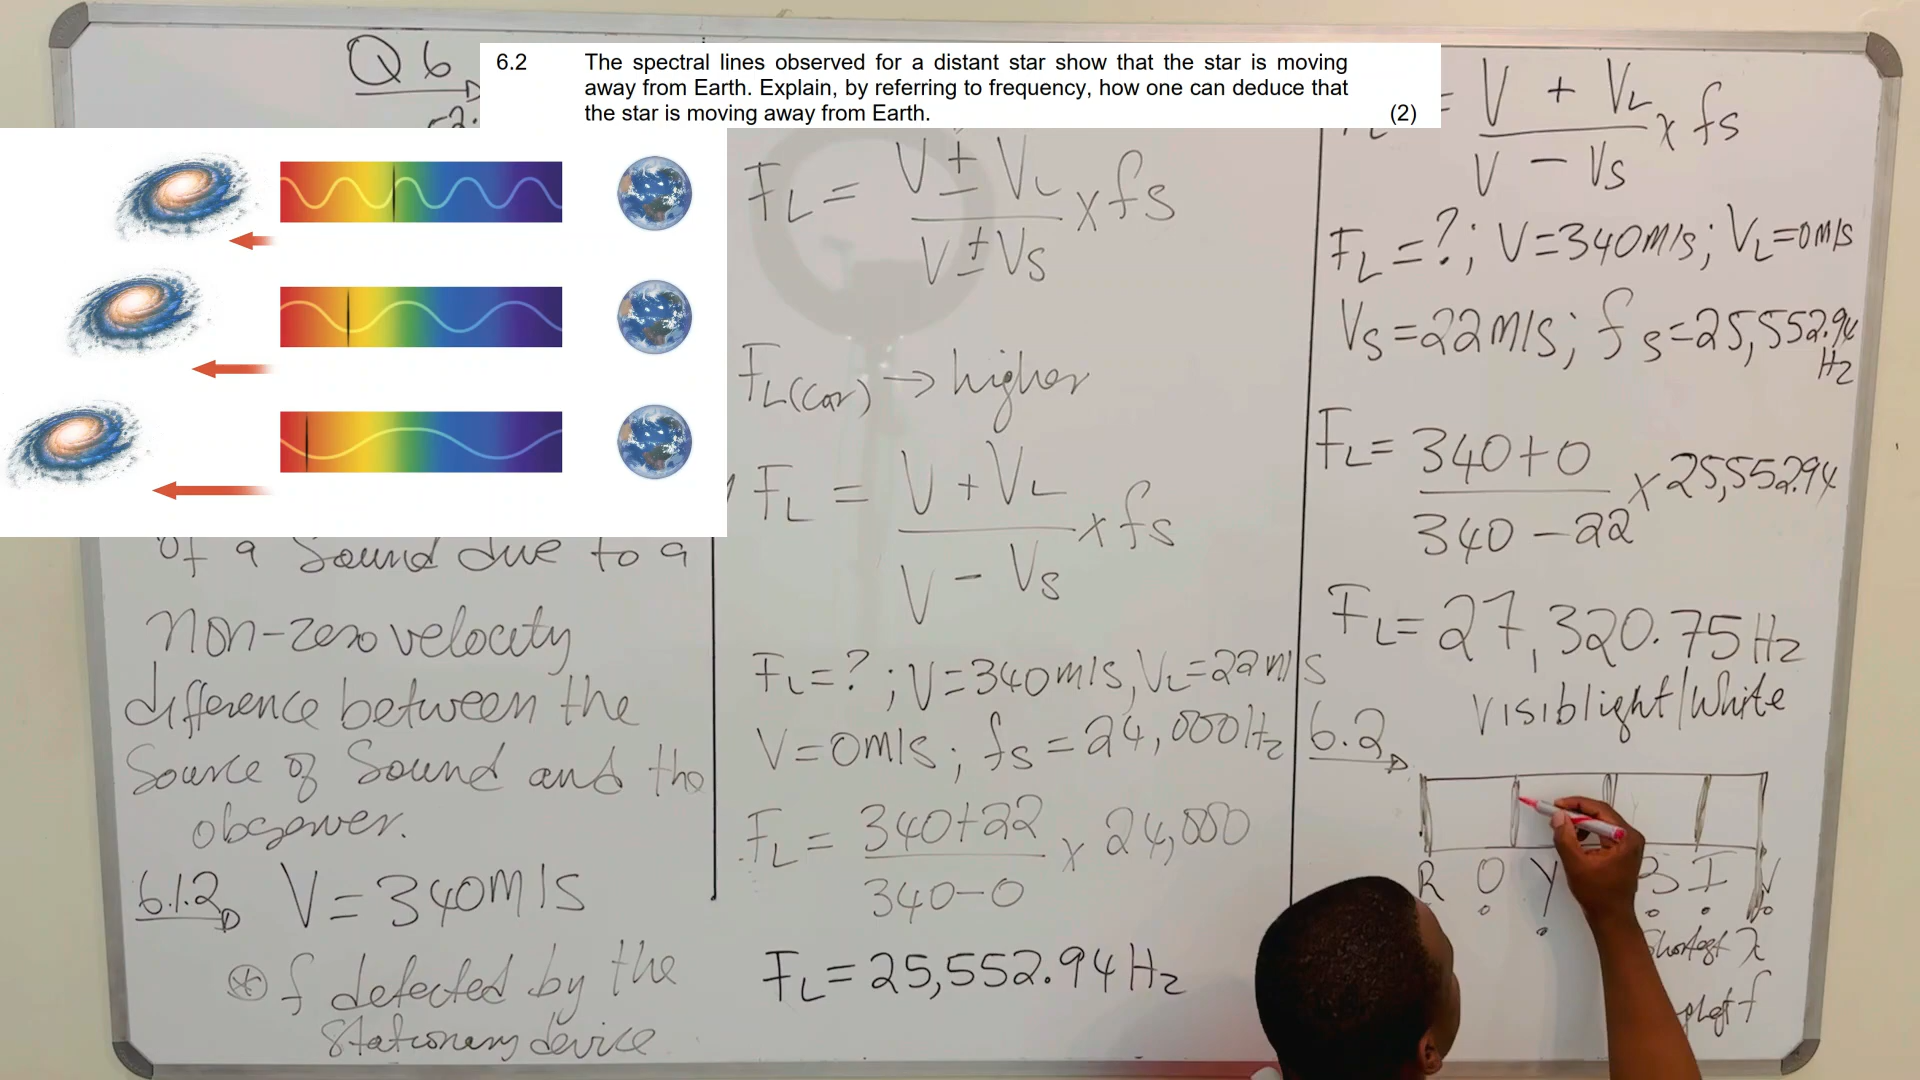 Q6
6.2 The spectral lines observed for a distant star show that the star is moving
away from Earth. Explain, by referring to frequency, how one can deduce that
the star is moving away from Earth. (2)
of a Sound due to a
non-zero velocity
difference between the
Source of Sound and the
observer.
6.1.2 V = 340m/s
* f detected by the
Stationary device
FL = V ± VL
V ± Vs x fs
FL(car) → higher
FL = V + VL
V - Vs x fs
FL = ? ; V = 340m/s, VL = 22m/s
V = 0m/s ; fs = 24,000Hz
FL = 340+22
340-0 x 24,000
FL = 25,552.94Hz
= V + VL
V - Vs x fs
FL = ? ; V = 340m/s; VL = 0m/s
Vs = 22m/s; fs = 25,552.94
Hz
FL = 340+0
340-22 x 25,552.94
FL = 27,320.75Hz
Visiblight/White
6.2
R O Y B I V
Shortest λ
f